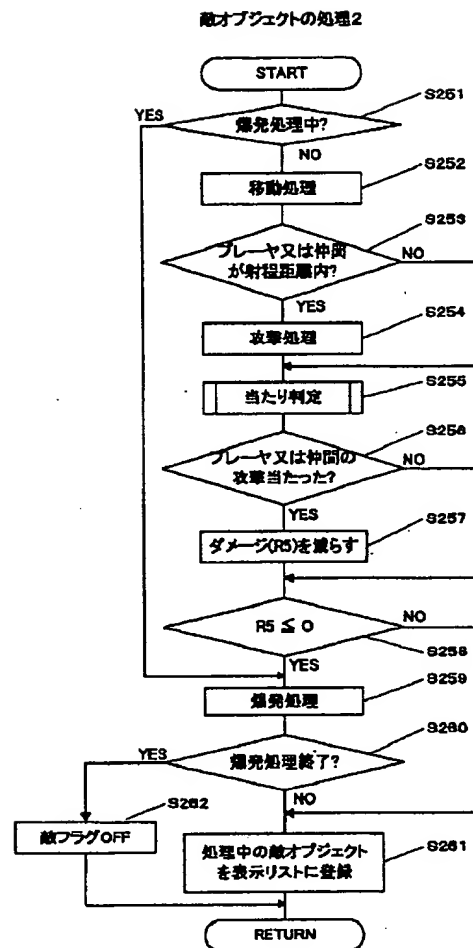 敵オブジェクトの処理2
START
S251
YES
爆発処理中?
NO
S252
移動処理
S253
プレーヤ又は仲間
が射程距離内?
NO
YES
S254
攻撃処理
S255
当たり判定
S256
プレーヤ又は仲間の
攻撃当たった?
NO
YES
S257
ダメージ(R5)を減らす
R5 ≦ 0
NO
S258
YES
S259
爆発処理
S260
YES
爆発処理終了?
NO
S262
敵フラグOFF
S261
処理中の敵オブジェクト
を表示リストに登録
RETURN